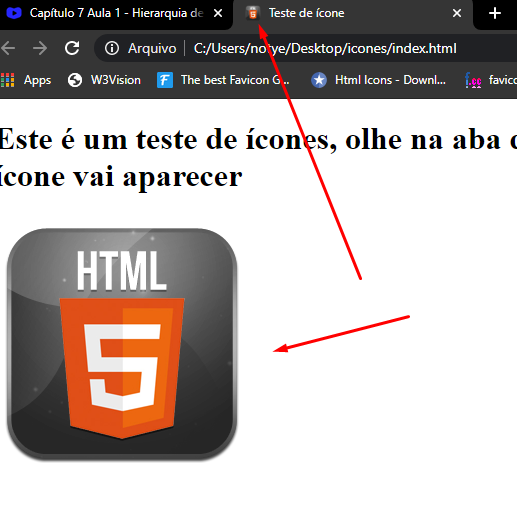 Capítulo 7 Aula 1 - Hierarquia de
Teste de ícone
Arquivo
C:/Users/norye/Desktop/icones/index.html
Apps
W3Vision
The best Favicon G...
Html Icons - Downl...
favico
Este é um teste de ícones, olhe na aba
ícone vai aparecer
HTML
5